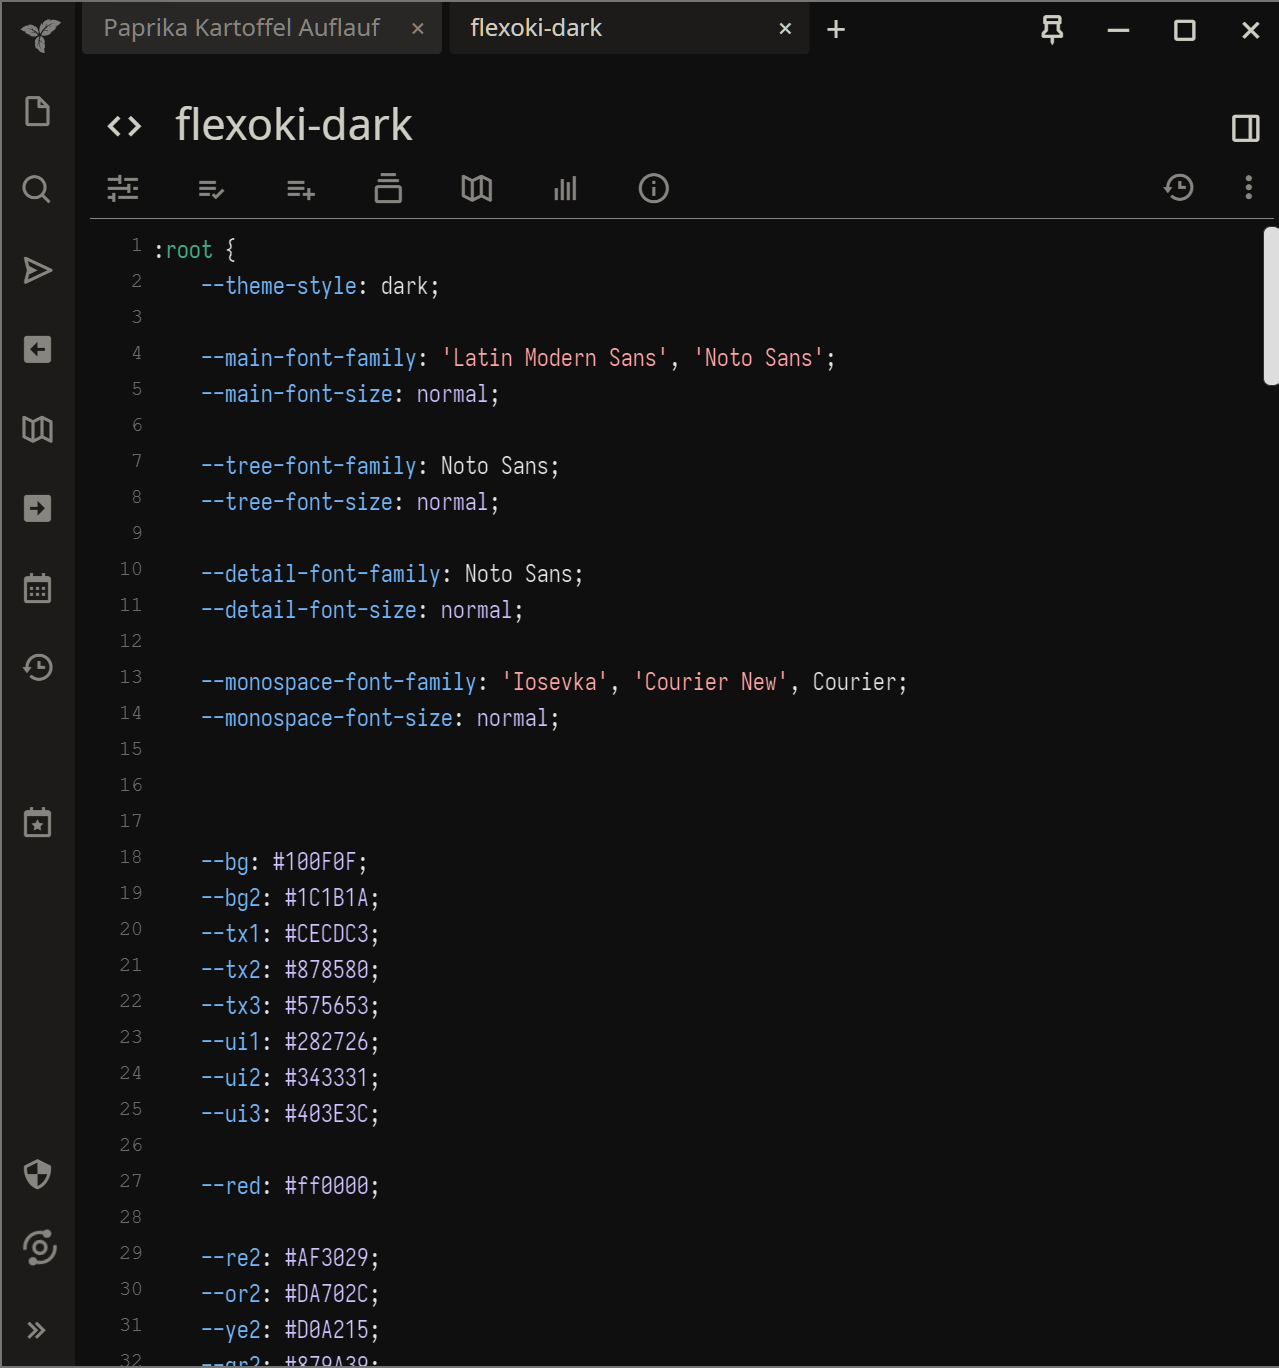 Paprika Kartoffel Auflauf
flexoki-dark
flexoki-dark
1 :root {
2 --theme-style: dark;
3
4 --main-font-family: 'Latin Modern Sans', 'Noto Sans';
5 --main-font-size: normal;
6
7 --tree-font-family: Noto Sans;
8 --tree-font-size: normal;
9
10 --detail-font-family: Noto Sans;
11 --detail-font-size: normal;
12
13 --monospace-font-family: 'Iosevka', 'Courier New', Courier;
14 --monospace-font-size: normal;
15
16
17
18 --bg: #100F0F;
19 --bg2: #1C1B1A;
20 --tx1: #CECDC3;
21 --tx2: #878580;
22 --tx3: #575653;
23 --ui1: #282726;
24 --ui2: #343331;
25 --ui3: #403E3C;
26
27 --red: #ff0000;
28
29 --re2: #AF3029;
30 --or2: #DA702C;
31 --ye2: #D0A215;
32 --gr2: #879A39;